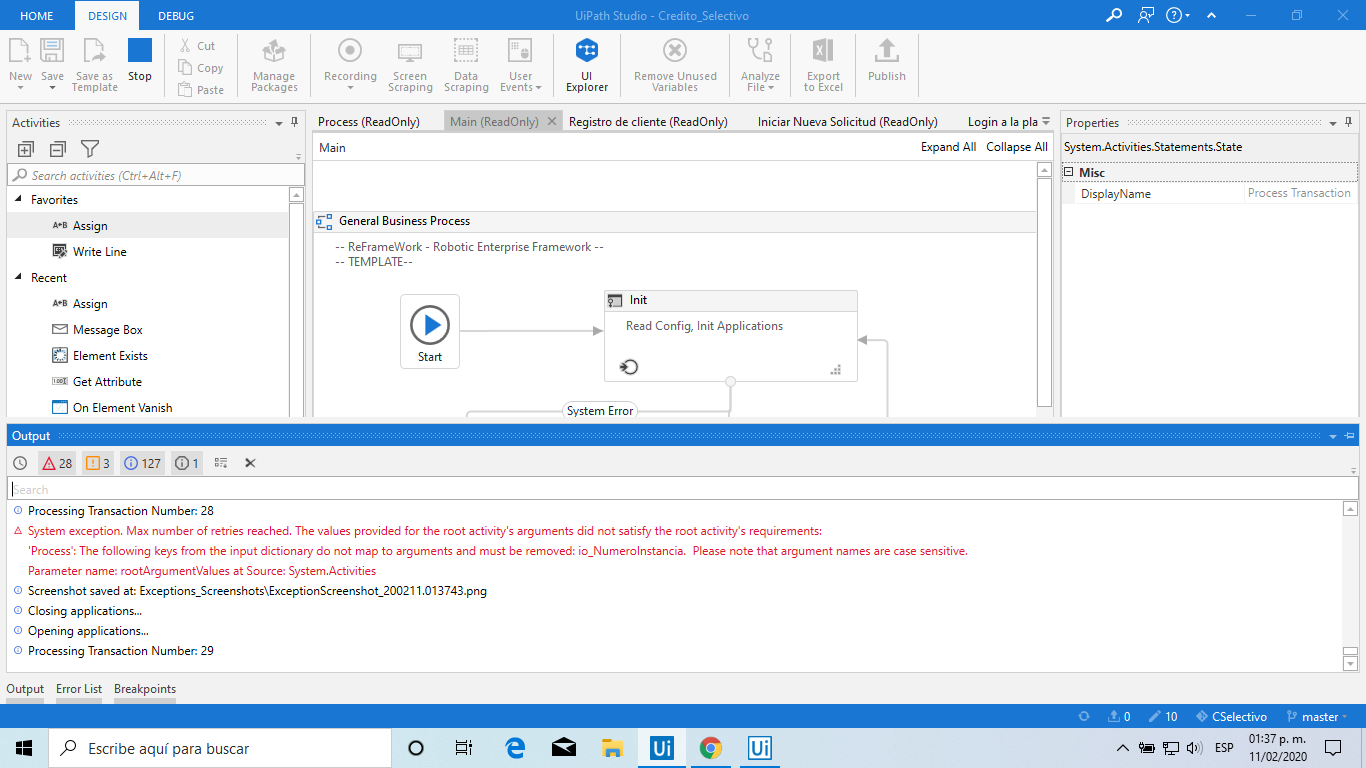 HOME DESIGN DEBUG UiPath Studio - Credito_Selectivo
New Save Save as Template Stop
Cut
Copy
Paste
Manage Packages
Recording Screen Scraping Data Scraping User Events
UI Explorer
Remove Unused Variables
Analyze File
Export to Excel
Publish
Activities
Search activities (Ctrl+Alt+F)
Favorites
A+B Assign
Write Line
Recent
A+B Assign
Message Box
Element Exists
Get Attribute
On Element Vanish
Process (ReadOnly) Main (ReadOnly) Registro de cliente (ReadOnly) Iniciar Nueva Solicitud (ReadOnly) Login a la pla
Main Expand All Collapse All
General Business Process
-- ReFrameWork - Robotic Enterprise Framework --
-- TEMPLATE--
Start
Init
Read Config, Init Applications
System Error
Properties
System.Activities.Statements.State
Misc
DisplayName Process Transaction
Output
28 3 127 1
Search
Processing Transaction Number: 28
System exception. Max number of retries reached. The values provided for the root activity's arguments did not satisfy the root activity's requirements:
'Process': The following keys from the input dictionary do not map to arguments and must be removed: io_NumeroInstancia.  Please note that argument names are case sensitive.
Parameter name: rootArgumentValues at Source: System.Activities
Screenshot saved at: Exceptions_Screenshots\ExceptionScreenshot_200211.013743.png
Closing applications...
Opening applications...
Processing Transaction Number: 29
Output Error List Breakpoints
0 10 CSelectivo master
Escribe aquí para buscar
Ui Ui
ESP
01:37 p. m.
11/02/2020